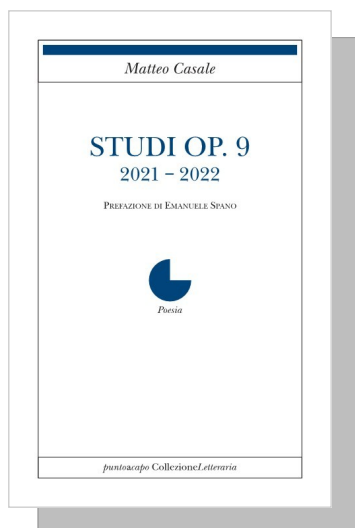 Matteo Casale
STUDI OP. 9
2021 – 2022
PREFAZIONE DI EMANUELE SPANO
Poesia
puntoacapo CollezioneLetteraria